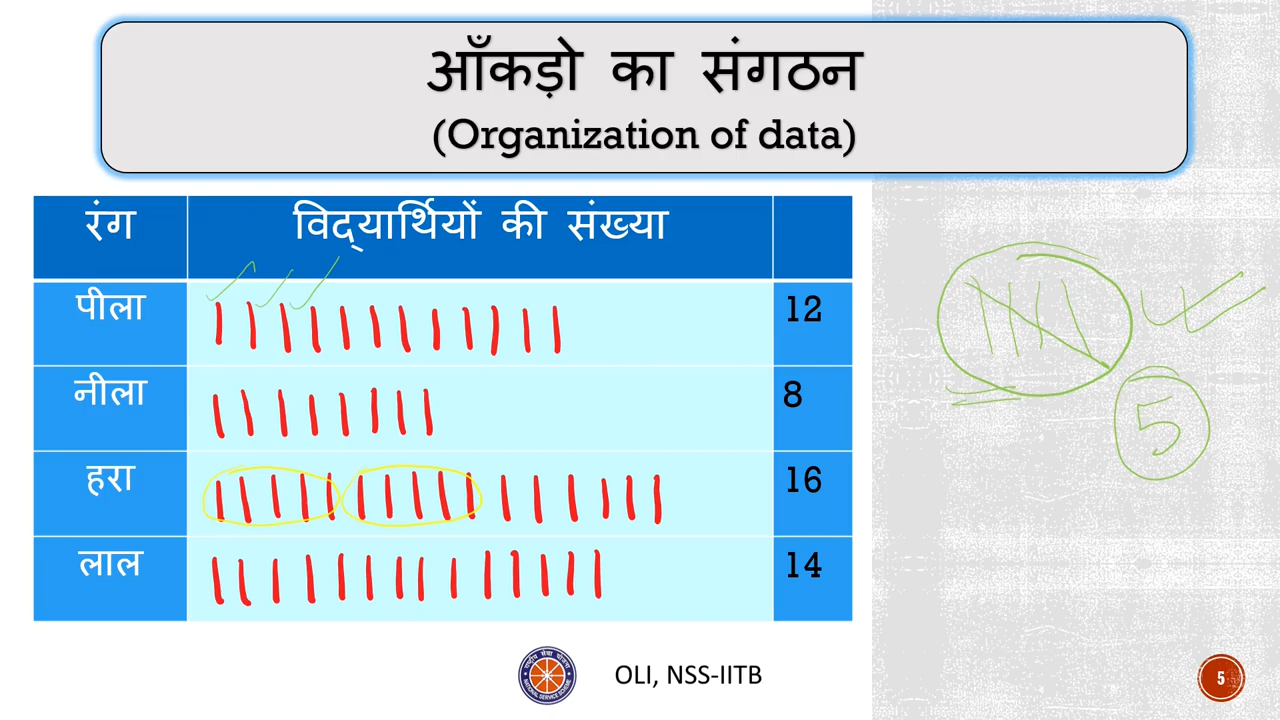 आँकड़ो का संगठन
(Organization of data)
रंग विद्यार्थियों की संख्या
पीला 12
नीला 8
हरा 16
लाल 14
5
OLI, NSS-IITB
5